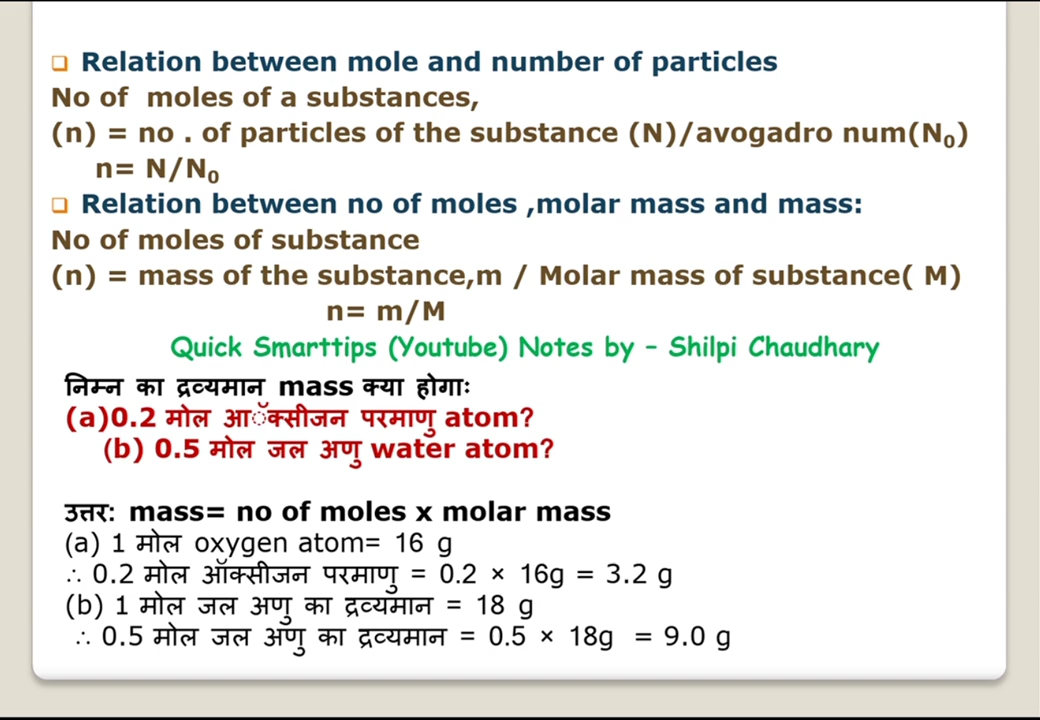 ❑ Relation between mole and number of particles
No of moles of a substances,
(n) = no . of particles of the substance (N)/avogadro num(N₀)
n= N/N₀
❑ Relation between no of moles ,molar mass and mass:
No of moles of substance
(n) = mass of the substance,m / Molar mass of substance( M)
n= m/M
Quick Smarttips (Youtube) Notes by – Shilpi Chaudhary
निम्न का द्रव्यमान mass क्या होगाः
(a)0.2 मोल आॅक्सीजन परमाणु atom?
(b) 0.5 मोल जल अणु water atom?
उत्तर: mass= no of moles x molar mass
(a) 1 मोल oxygen atom= 16 g
∴ 0.2 मोल ऑक्सीजन परमाणु = 0.2 × 16g = 3.2 g
(b) 1 मोल जल अणु का द्रव्यमान = 18 g
∴ 0.5 मोल जल अणु का द्रव्यमान = 0.5 × 18g = 9.0 g